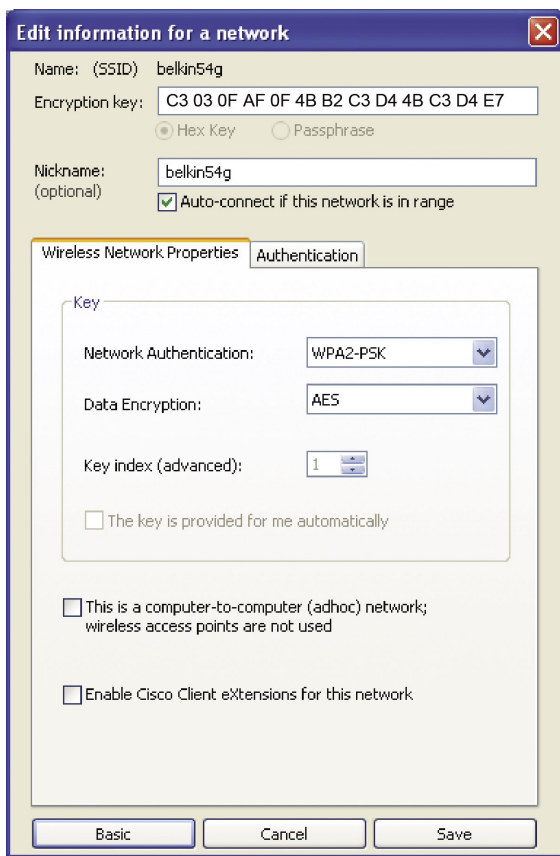 Edit information for a network
Name: (SSID) belkin54g
Encryption key: C3 03 0F AF 0F 4B B2 C3 D4 4B C3 D4 E7
Hex Key Passphrase
Nickname: belkin54g
(optional)
Auto-connect if this network is in range
Wireless Network Properties Authentication
Key
Network Authentication: WPA2-PSK
Data Encryption: AES
Key index (advanced): 1
The key is provided for me automatically
This is a computer-to-computer (adhoc) network;
wireless access points are not used
Enable Cisco Client eXtensions for this network
Basic Cancel Save